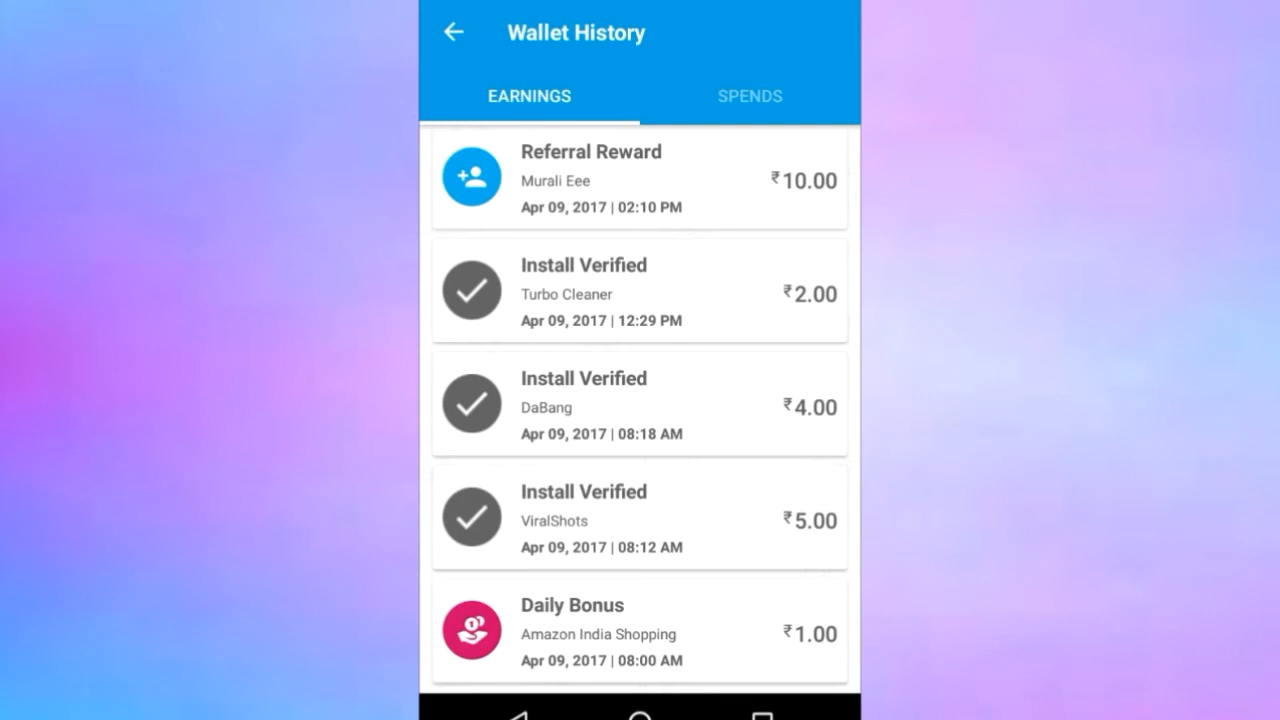 Wallet History
EARNINGS
SPENDS
Referral Reward
Murali Eee
₹10.00
Apr 09, 2017 | 02:10 PM
Install Verified
Turbo Cleaner
₹2.00
Apr 09, 2017 | 12:29 PM
Install Verified
DaBang
₹4.00
Apr 09, 2017 | 08:18 AM
Install Verified
ViralShots
₹5.00
Apr 09, 2017 | 08:12 AM
Daily Bonus
Amazon India Shopping
₹1.00
Apr 09, 2017 | 08:00 AM